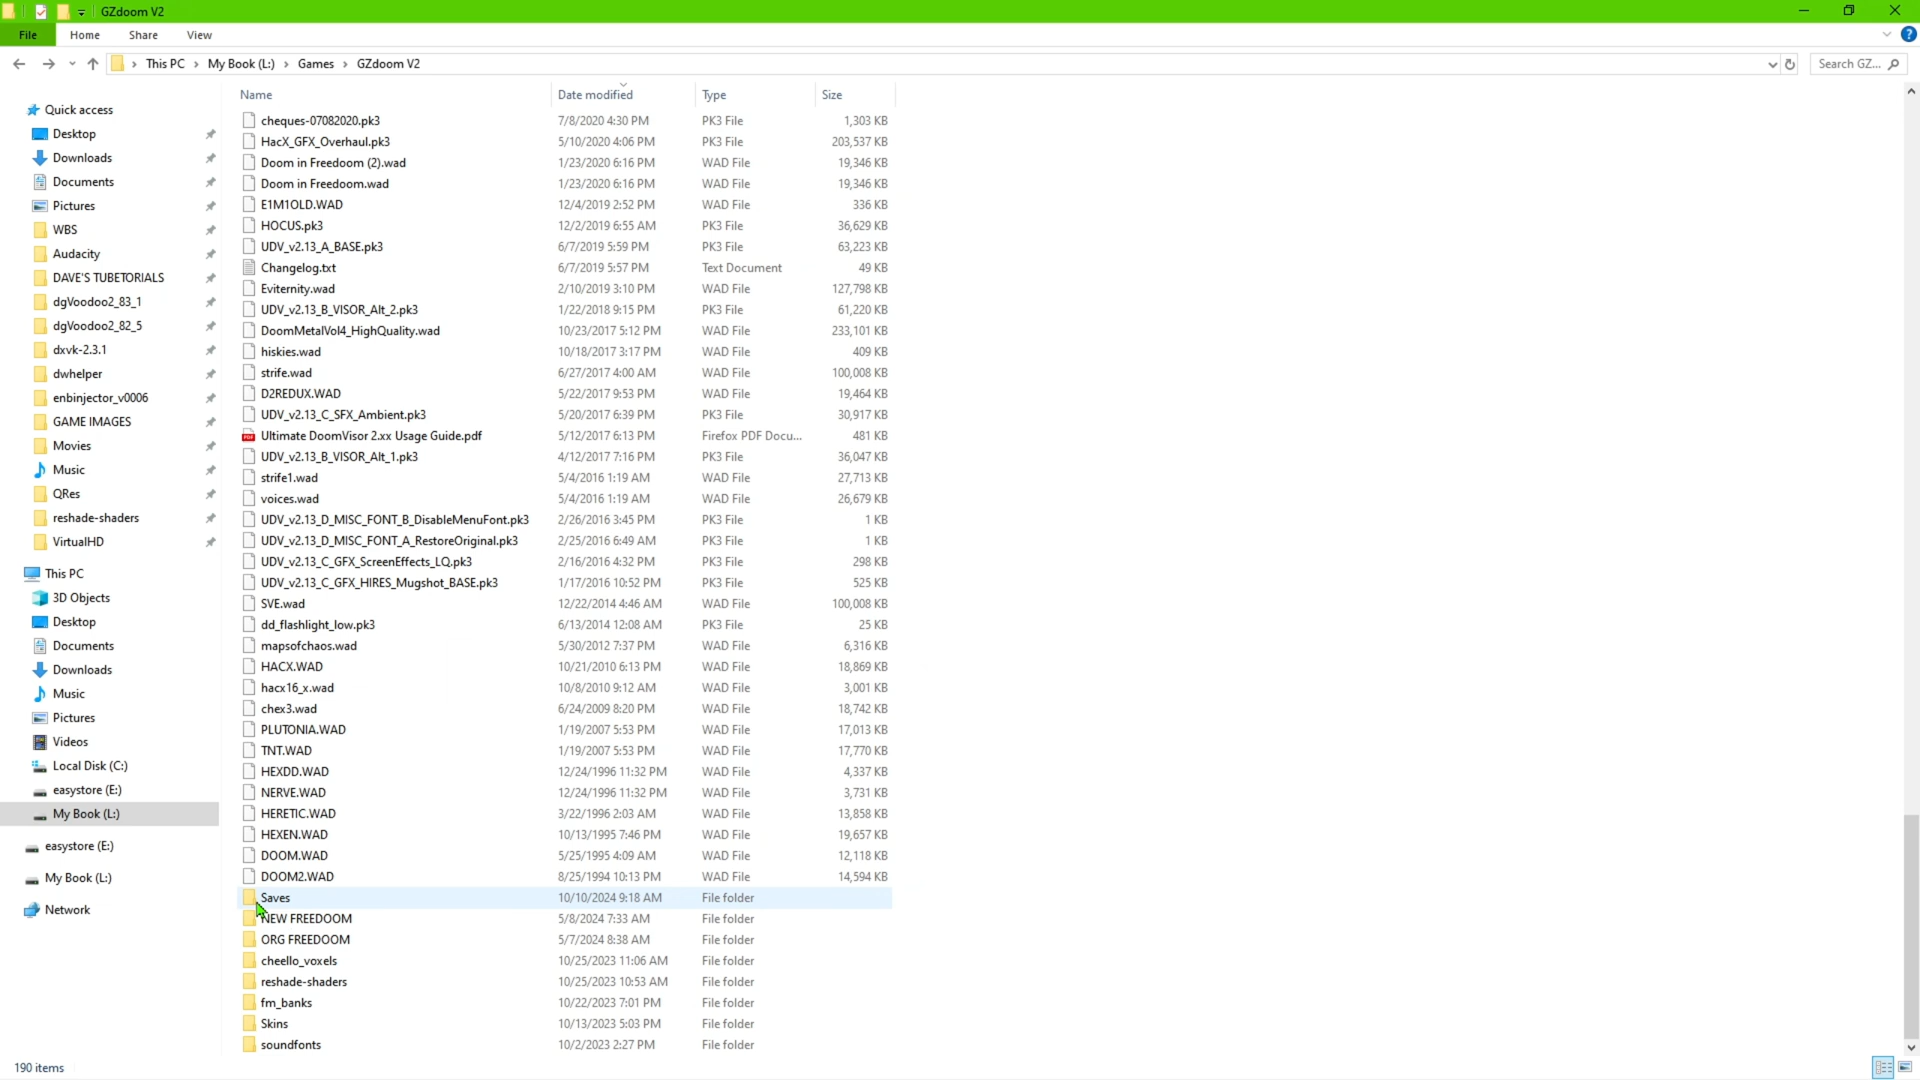 GZdoom V2
File Home Share View
This PC My Book (L:) Games GZdoom V2 Search GZ...
Name Date modified Type Size
Quick access
Desktop
Downloads
Documents
Pictures
WBS
Audacity
DAVE'S TUBETORIALS
dgVoodoo2_83_1
dgVoodoo2_82_5
dxvk-2.3.1
dwhelper
enbinjector_v0006
GAME IMAGES
Movies
Music
QRes
reshade-shaders
VirtualHD
This PC
3D Objects
Desktop
Documents
Downloads
Music
Pictures
Videos
Local Disk (C:)
easystore (E:)
My Book (L:)
easystore (E:)
My Book (L:)
Network
cheques-07082020.pk3 7/8/2020 4:30 PM PK3 File 1,303 KB
HacX_GFX_Overhaul.pk3 5/10/2020 4:06 PM PK3 File 203,537 KB
Doom in Freedoom (2).wad 1/23/2020 6:16 PM WAD File 19,346 KB
Doom in Freedoom.wad 1/23/2020 6:16 PM WAD File 19,346 KB
E1M1OLD.WAD 12/4/2019 2:52 PM WAD File 336 KB
HOCUS.pk3 12/2/2019 6:55 AM PK3 File 36,629 KB
UDV_v2.13_A_BASE.pk3 6/7/2019 5:59 PM PK3 File 63,223 KB
Changelog.txt 6/7/2019 5:57 PM Text Document 49 KB
Eviternity.wad 2/10/2019 3:10 PM WAD File 127,798 KB
UDV_v2.13_B_VISOR_Alt_2.pk3 1/22/2018 9:15 PM PK3 File 61,220 KB
DoomMetalVol4_HighQuality.wad 10/23/2017 5:12 PM WAD File 233,101 KB
hiskies.wad 10/18/2017 3:17 PM WAD File 409 KB
strife.wad 6/27/2017 4:00 AM WAD File 100,008 KB
D2REDUX.WAD 5/22/2017 9:53 PM WAD File 19,464 KB
UDV_v2.13_C_SFX_Ambient.pk3 5/20/2017 6:39 PM PK3 File 30,917 KB
Ultimate DoomVisor 2.xx Usage Guide.pdf 5/12/2017 6:13 PM Firefox PDF Docu... 481 KB
UDV_v2.13_B_VISOR_Alt_1.pk3 4/12/2017 7:16 PM PK3 File 36,047 KB
strife1.wad 5/4/2016 1:19 AM WAD File 27,713 KB
voices.wad 5/4/2016 1:19 AM WAD File 26,679 KB
UDV_v2.13_D_MISC_FONT_B_DisableMenuFont.pk3 2/26/2016 3:45 PM PK3 File 1 KB
UDV_v2.13_D_MISC_FONT_A_RestoreOriginal.pk3 2/25/2016 6:49 AM PK3 File 1 KB
UDV_v2.13_C_GFX_ScreenEffects_LQ.pk3 2/16/2016 4:32 PM PK3 File 298 KB
UDV_v2.13_C_GFX_HIRES_Mugshot_BASE.pk3 1/17/2016 10:52 PM PK3 File 525 KB
SVE.wad 12/22/2014 4:46 AM WAD File 100,008 KB
dd_flashlight_low.pk3 6/13/2014 12:08 AM PK3 File 25 KB
mapsofchaos.wad 5/30/2012 7:37 PM WAD File 6,316 KB
HACX.WAD 10/21/2010 6:13 PM WAD File 18,869 KB
hacx16_x.wad 10/8/2010 9:12 AM WAD File 3,001 KB
chex3.wad 6/24/2009 8:20 PM WAD File 18,742 KB
PLUTONIA.WAD 1/19/2007 5:53 PM WAD File 17,013 KB
TNT.WAD 1/19/2007 5:53 PM WAD File 17,770 KB
HEXDD.WAD 12/24/1996 11:32 PM WAD File 4,337 KB
NERVE.WAD 12/24/1996 11:32 PM WAD File 3,731 KB
HERETIC.WAD 3/22/1996 2:03 AM WAD File 13,858 KB
HEXEN.WAD 10/13/1995 7:46 PM WAD File 19,657 KB
DOOM.WAD 5/25/1995 4:09 AM WAD File 12,118 KB
DOOM2.WAD 8/25/1994 10:13 PM WAD File 14,594 KB
Saves 10/10/2024 9:18 AM File folder
NEW FREEDOOM 5/8/2024 7:33 AM File folder
ORG FREEDOOM 5/7/2024 8:38 AM File folder
cheello_voxels 10/25/2023 11:06 AM File folder
reshade-shaders 10/25/2023 10:53 AM File folder
fm_banks 10/22/2023 7:01 PM File folder
Skins 10/13/2023 5:03 PM File folder
soundfonts 10/2/2023 2:27 PM File folder
190 items